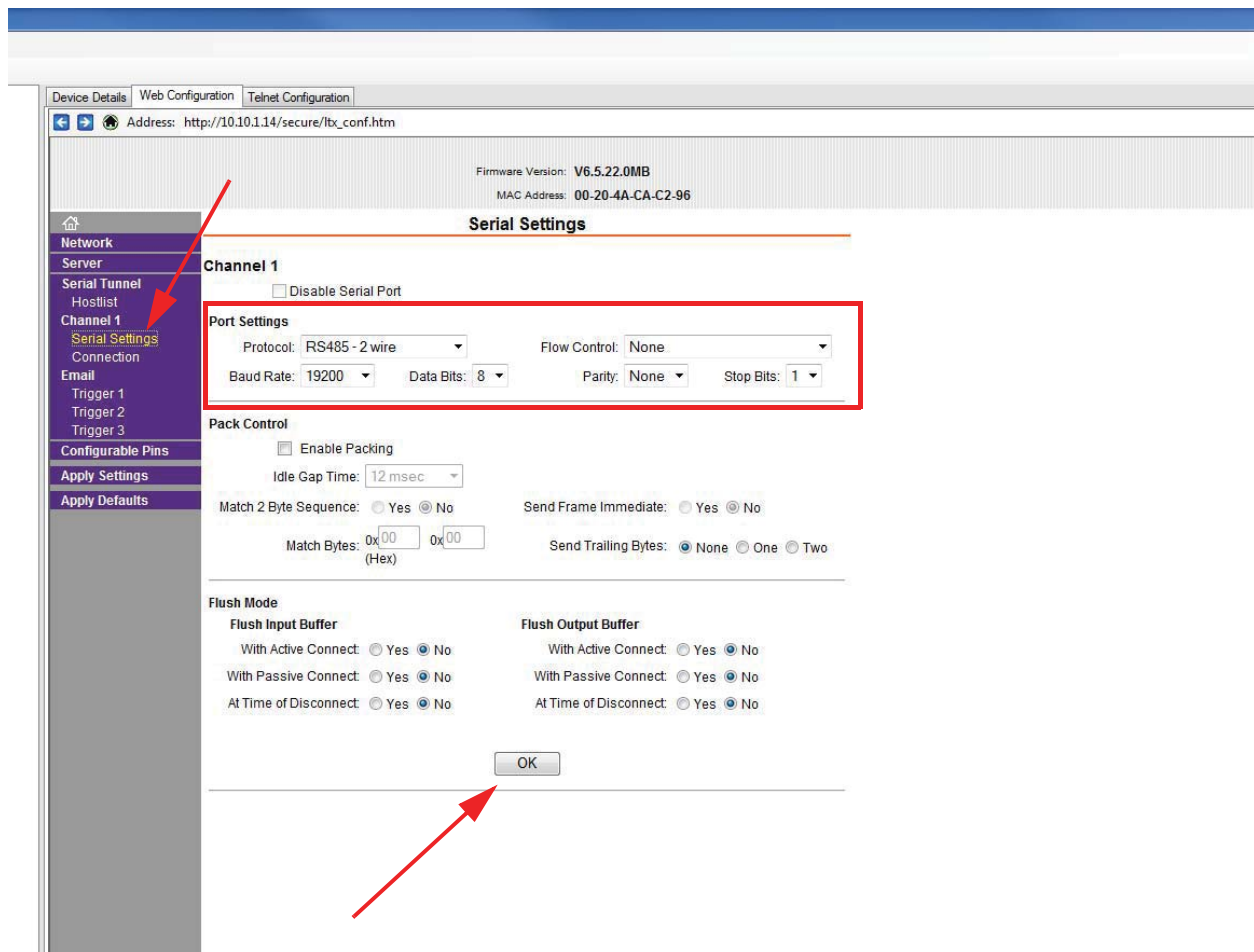 Device Details Web Configuration Telnet Configuration
Address: http://10.10.1.14/secure/ltx_conf.htm
Firmware Version: V6.5.22.0MB
MAC Address: 00-20-4A-CA-C2-96
Network
Server
Serial Tunnel
Hostlist
Channel 1
Serial Settings
Connection
Email
Trigger 1
Trigger 2
Trigger 3
Configurable Pins
Apply Settings
Apply Defaults
Serial Settings
Channel 1
Disable Serial Port
Port Settings
Protocol: RS485 - 2 wire Flow Control: None
Baud Rate: 19200 Data Bits: 8 Parity: None Stop Bits: 1
Pack Control
Enable Packing
Idle Gap Time: 12 msec
Match 2 Byte Sequence: Yes No Send Frame Immediate: Yes No
Match Bytes: 0x 00 0x 00 Send Trailing Bytes: None One Two
(Hex)
Flush Mode
Flush Input Buffer Flush Output Buffer
With Active Connect: Yes No With Active Connect: Yes No
With Passive Connect: Yes No With Passive Connect: Yes No
At Time of Disconnect: Yes No At Time of Disconnect: Yes No
OK